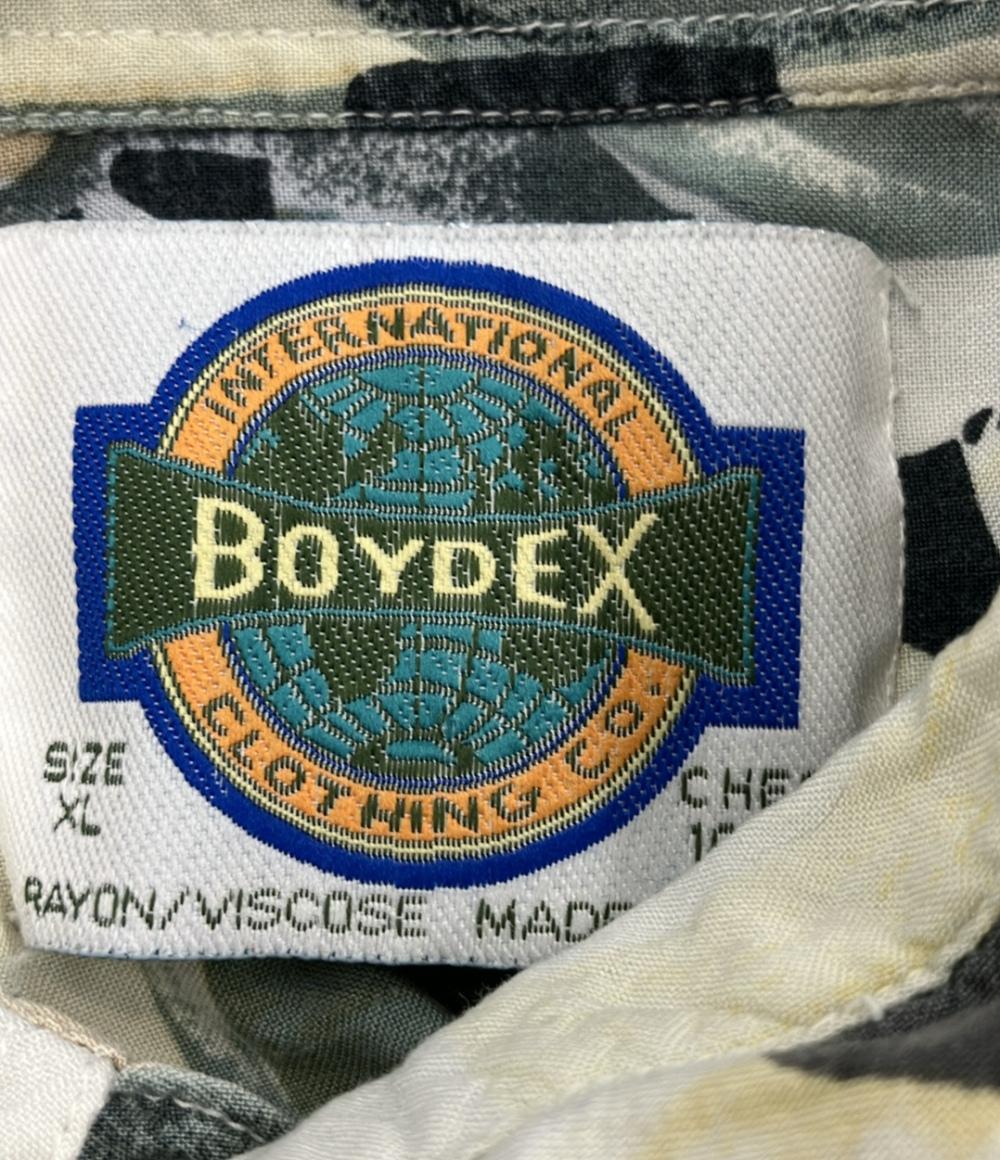 INTERNATIONAL
BOYDEX
CLOTHING CO.
SIZE
XL
RAYON/VISCOSE